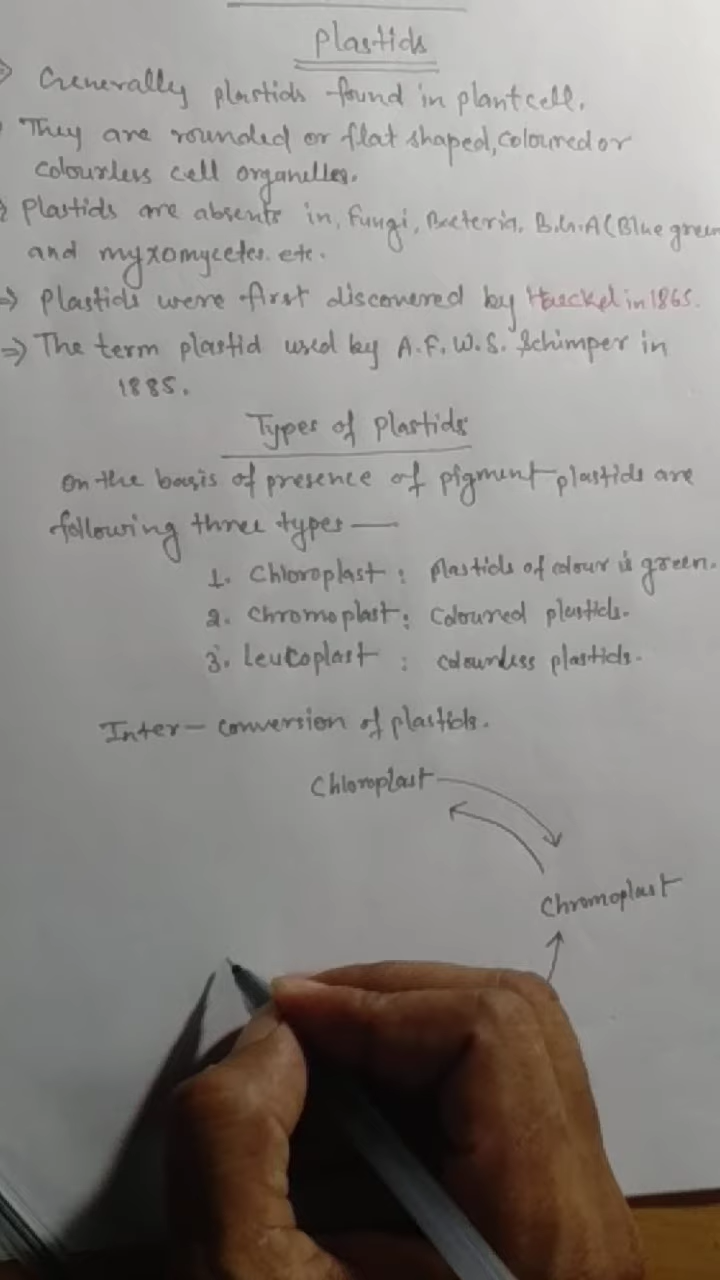 Plastids
Generally plastids found in plant cell.
They are rounded or flat shaped, coloured or
colourless cell organelles.
Plastids are absents in, Fungi, Bacteria, B.G.A (Blue green
and myxomycetes. etc.
⇒ Plastids were first discovered by Haeckel in 1865.
⇒ The term plastid used by A.F.W.S. Schimper in
1885.
Types of Plastids
On the basis of presence of pigment plastids are
following three types —
1. Chloroplast : Plastids of colour is green.
2. Chromoplast : Coloured plastids.
3. Leucoplast : colourless plastids.
Inter - conversion of plastids.
Chloroplast
Chromoplast